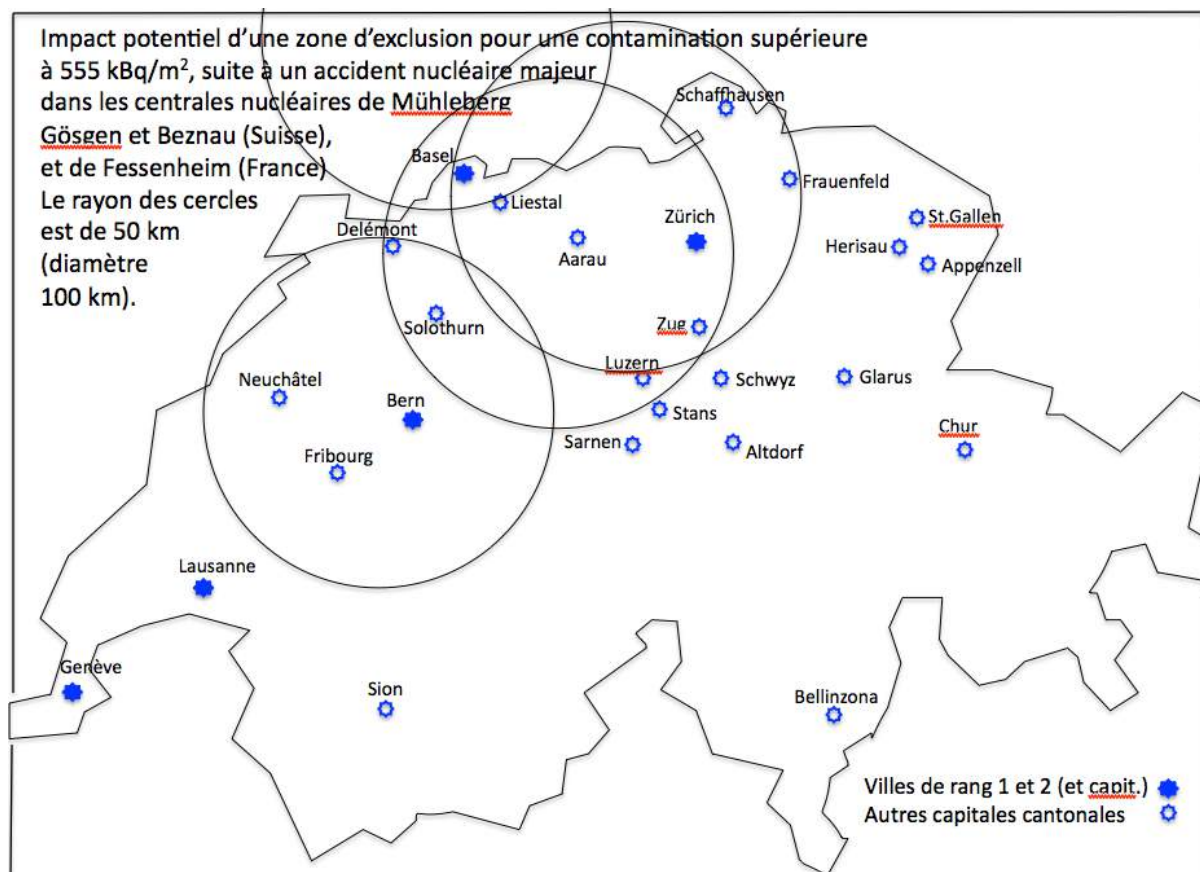 Impact potentiel d'une zone d'exclusion pour une contamination supérieure
à 555 kBq/m², suite à un accident nucléaire majeur
dans les centrales nucléaires de Mühleberg
Gösgen et Beznau (Suisse),
et de Fessenheim (France)
Le rayon des cercles
est de 50 km
(diamètre
100 km).
Schaffhausen
Basel
Frauenfeld
Liestal
Zürich
St.Gallen
Delémont
Herisau
Aarau
Appenzell
Solothurn
Zug
Luzern
Neuchâtel
Schwyz
Glarus
Bern
Stans
Chur
Sarnen
Altdorf
Fribourg
Lausanne
Genève
Sion
Bellinzona
Villes de rang 1 et 2 (et capit.)
Autres capitales cantonales